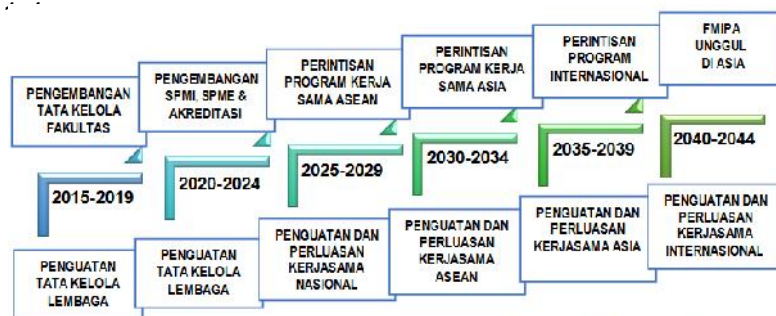 PENGEMBANGAN
TATA KELOLA
FAKULTAS
PENGEMBANGAN
SPMI, SPME &
AKREDITASI
PERINTISAN
PROGRAM KERJA
SAMA ASEAN
PERINTISAN
PROGRAM KERJA
SAMA ASIA
PERINTISAN
PROGRAM
INTERNASIONAL
FMIPA
UNGGUL
DI ASIA
2015-2019
2020-2024
2025-2029
2030-2034
2035-2039
2040-2044
PENGUATAN
TATA KELOLA
LEMBAGA
PENGUATAN
TATA KELOLA
LEMBAGA
PENGUATAN DAN
PERLUASAN
KERJASAMA
NASIONAL
PENGUATAN DAN
PERLUASAN
KERJASAMA
ASEAN
PENGUATAN DAN
PERLUASAN
KERJASAMA ASIA
PENGUATAN DAN
PERLUASAN
KERJASAMA
INTERNASIONAL